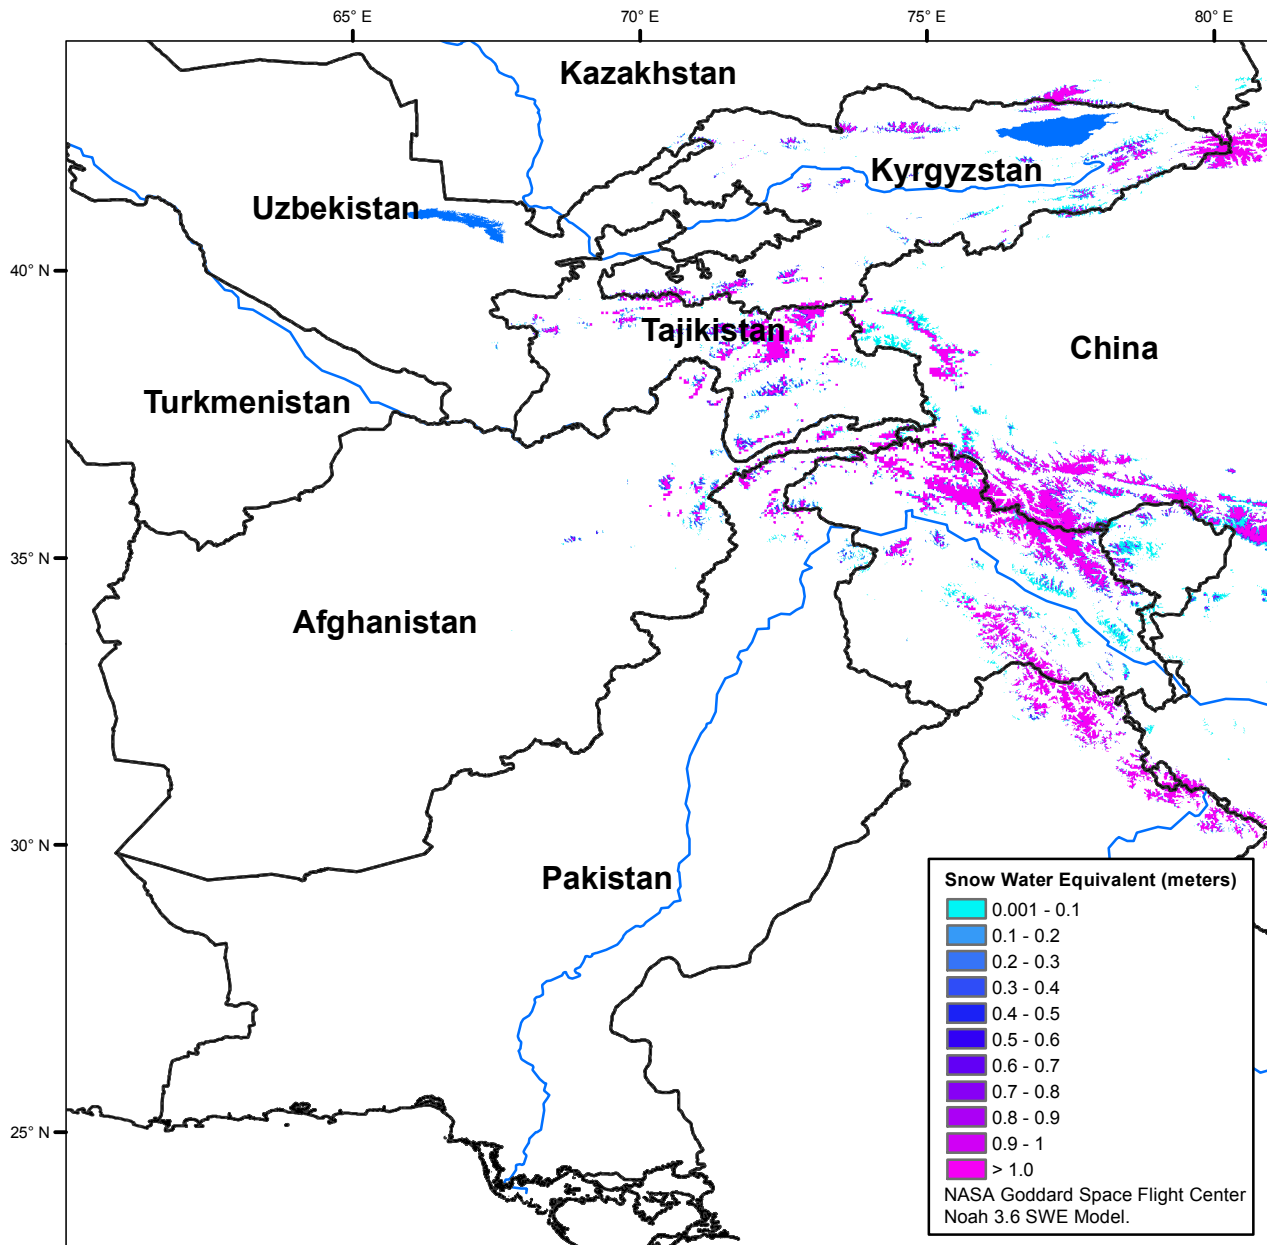 65° E
70° E
75° E
80° E
Kazakhstan
Kyrgyzstan
Uzbekistan
40° N
Tajikistan
China
Turkmenistan
35° N
Afghanistan
30° N
Pakistan
Snow Water Equivalent (meters)
0.001 - 0.1
0.1 - 0.2
0.2 - 0.3
0.3 - 0.4
0.4 - 0.5
0.5 - 0.6
0.6 - 0.7
0.7 - 0.8
0.8 - 0.9
0.9 - 1
> 1.0
25° N
NASA Goddard Space Flight Center
Noah 3.6 SWE Model.